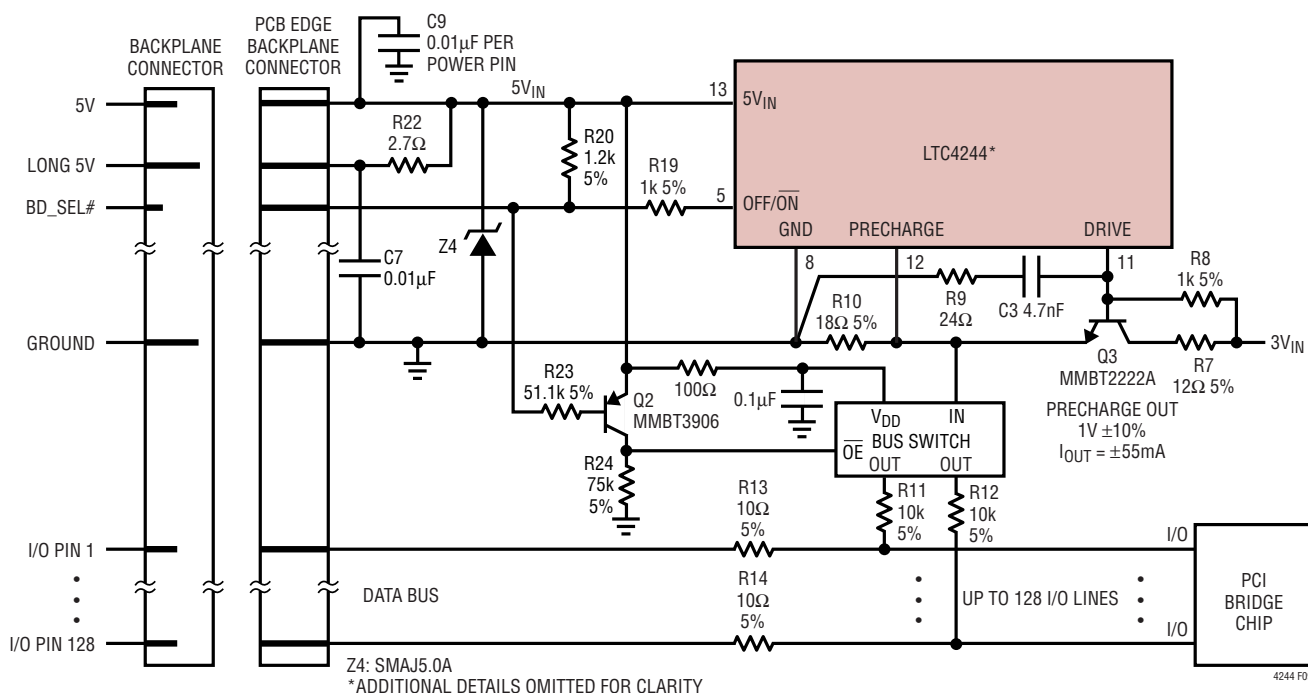 BACKPLANE
CONNECTOR
PCB EDGE
BACKPLANE
CONNECTOR
C9
0.01µF PER
POWER PIN
5V
LONG 5V
BD_SEL#
GROUND
I/O PIN 1
I/O PIN 128
5VIN
R22
2.7Ω
R20
1.2k
5%
R19
1k 5%
C7
0.01µF
Z4
13
5VIN
5
OFF/ON
LTC4244*
GND
PRECHARGE
DRIVE
8
12
11
R10
18Ω 5%
R9
24Ω
C3 4.7nF
R8
1k 5%
Q3
MMBT2222A
R7
12Ω 5%
3VIN
PRECHARGE OUT
1V ±10%
IOUT = ±55mA
R23
51.1k 5%
Q2
MMBT3906
100Ω
0.1µF
VDD
IN
BUS SWITCH
OE
OUT
OUT
R24
75k
5%
R13
10Ω
5%
R11
10k
5%
R12
10k
5%
R14
10Ω
5%
DATA BUS
UP TO 128 I/O LINES
I/O
I/O
PCI
BRIDGE
CHIP
Z4: SMAJ5.0A
*ADDITIONAL DETAILS OMITTED FOR CLARITY